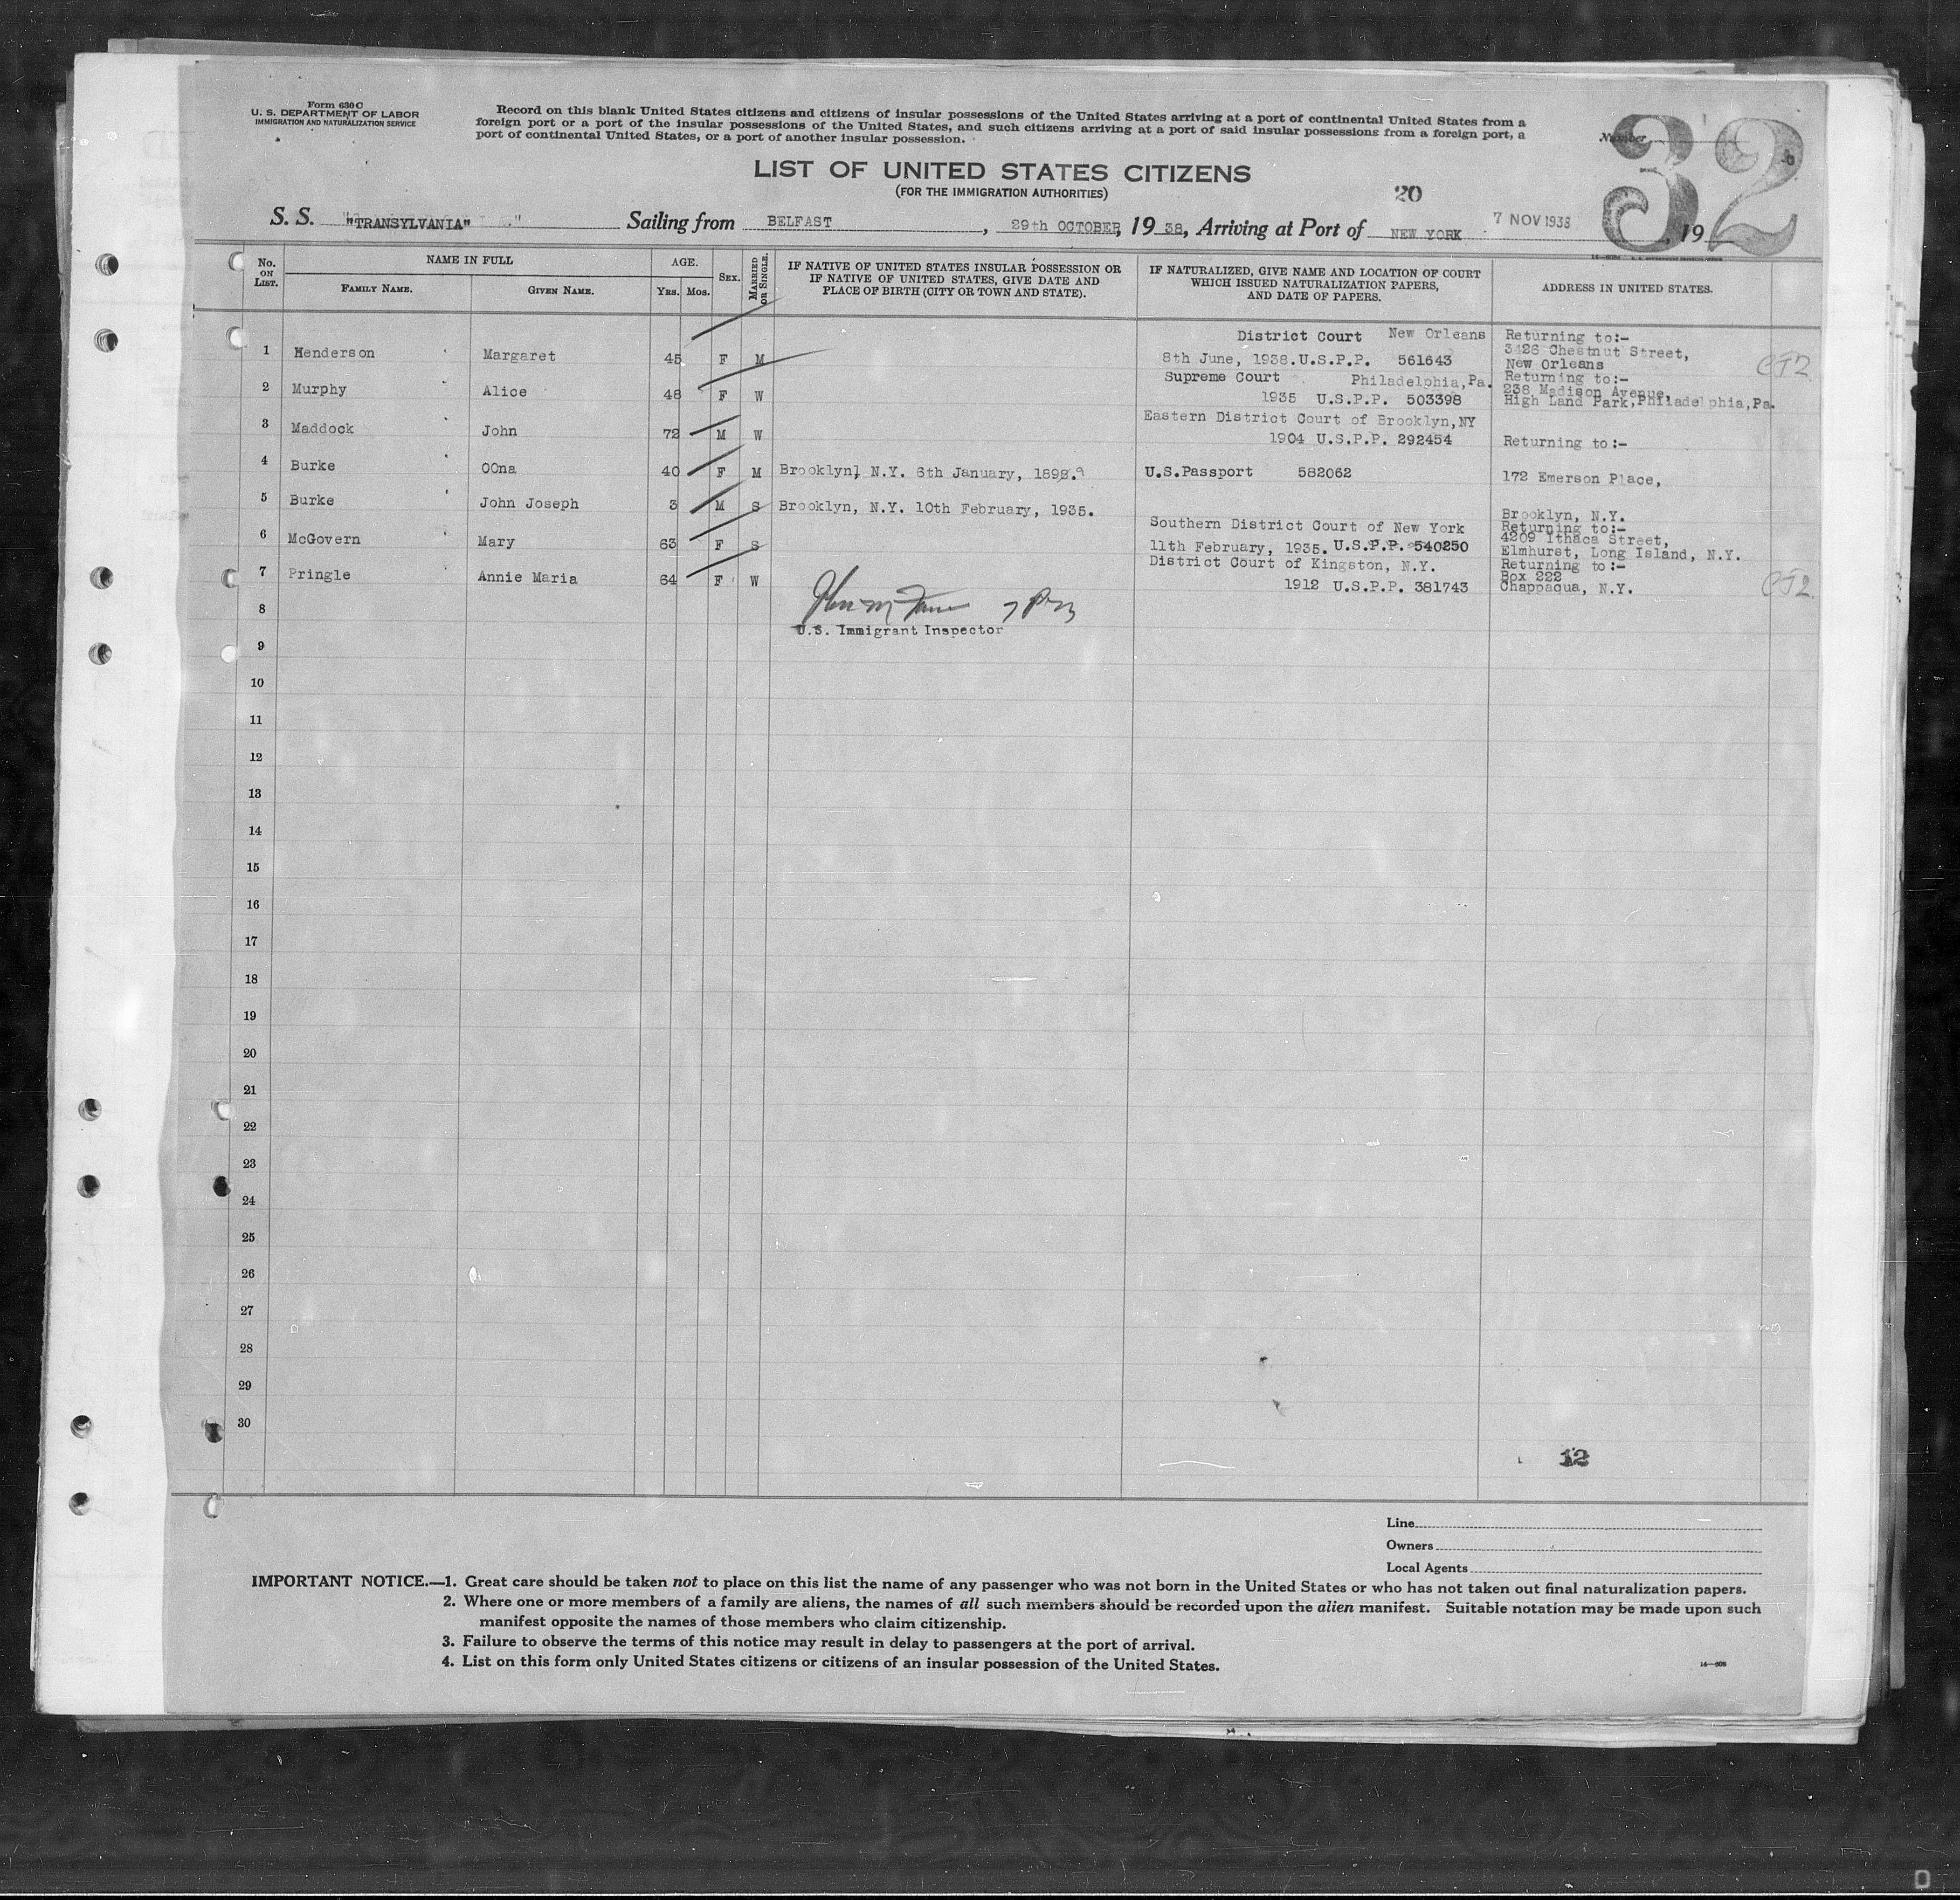 Form 630 C
U. S. DEPARTMENT OF LABOR
IMMIGRATION AND NATURALIZATION SERVICE
Record on this blank United States citizens and citizens of insular possessions of the United States arriving at a port of continental United States from a
foreign port or a port of the insular possessions of the United States, and such citizens arriving at a port of said insular possessions from a foreign port, a
port of continental United States, or a port of another insular possession.
Number
32
LIST OF UNITED STATES CITIZENS
(FOR THE IMMIGRATION AUTHORITIES)
20
S. S. "TRANSYLVANIA" Sailing from BELFAST, 29th OCTOBER, 1938, Arriving at Port of NEW YORK 7 NOV 1938, 19
No. ON LIST. NAME IN FULL AGE. SEX. MARRIED OR SINGLE. IF NATIVE OF UNITED STATES INSULAR POSSESSION OR IF NATIVE OF UNITED STATES, GIVE DATE AND PLACE OF BIRTH (CITY OR TOWN AND STATE). IF NATURALIZED, GIVE NAME AND LOCATION OF COURT WHICH ISSUED NATURALIZATION PAPERS, AND DATE OF PAPERS. ADDRESS IN UNITED STATES.
FAMILY NAME. GIVEN NAME. YRS. MOS.
District Court New Orleans Returning to:-
1 Henderson Margaret 45 F M 8th June, 1938. U.S.P.P. 561643 3426 Chestnut Street,
New Orleans
Supreme Court Philadelphia, Pa. Returning to:-
2 Murphy Alice 48 F W 1935 U.S.P.P. 503398 238 Madison Avenue,
High Land Park, Philadelphia, Pa.
Eastern District Court of Brooklyn, NY
3 Maddock John 72 M W 1904 U.S.P.P. 292454 Returning to:-
4 Burke OOna 40 F M Brooklyn, N.Y. 6th January, 1898. U.S.Passport 582062 172 Emerson Place,
5 Burke John Joseph 3 M S Brooklyn, N.Y. 10th February, 1935. Brooklyn, N.Y.
Southern District Court of New York Returning to:-
6 McGovern Mary 63 F S 11th February, 1935. U.S.P.P. 540250 4209 Ithaca Street,
Elmhurst, Long Island, N.Y.
District Court of Kingston, N.Y. Returning to:-
7 Pringle Annie Maria 64 F W 1912 U.S.P.P. 381743 Box 222
Chappaqua, N.Y.
8
U.S. Immigrant Inspector
9
10
11
12
13
14
15
16
17
18
19
20
21
22
23
24
25
26
27
28
29
30
12
Line
Owners
Local Agents
IMPORTANT NOTICE.—1. Great care should be taken not to place on this list the name of any passenger who was not born in the United States or who has not taken out final naturalization papers.
2. Where one or more members of a family are aliens, the names of all such members should be recorded upon the alien manifest. Suitable notation may be made upon such
manifest opposite the names of those members who claim citizenship.
3. Failure to observe the terms of this notice may result in delay to passengers at the port of arrival.
4. List on this form only United States citizens or citizens of an insular possession of the United States.